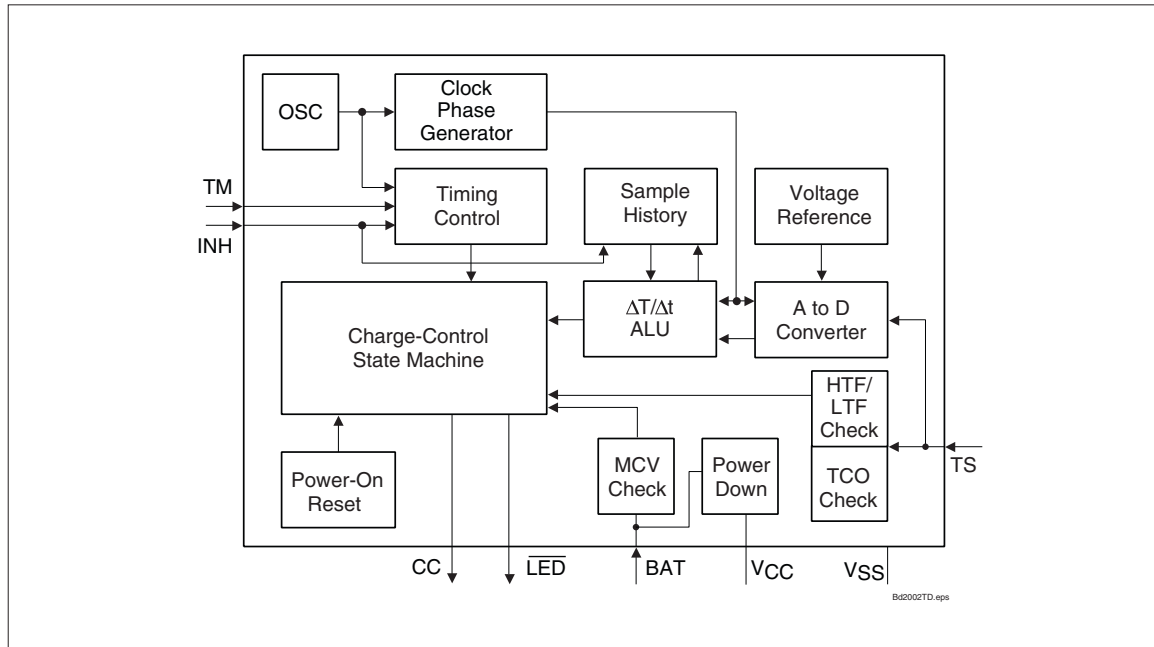 OSC
Clock
Phase
Generator
TM
INH
Timing
Control
Sample
History
Voltage
Reference
Charge-Control
State Machine
ΔT/Δt
ALU
A to D
Converter
HTF/
LTF
Check
TCO
Check
TS
Power-On
Reset
MCV
Check
Power
Down
CC
LED
BAT
VCC
VSS
Bd2002TD.eps